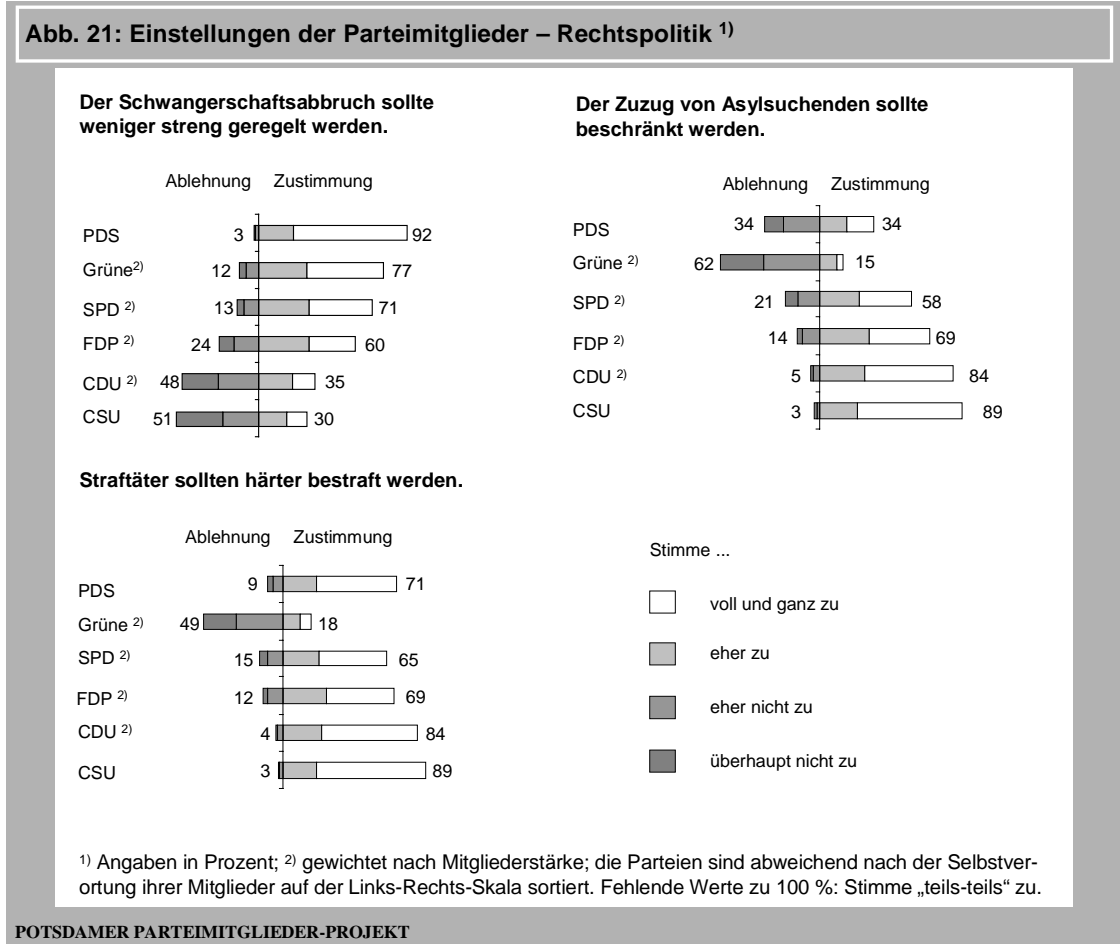 Abb. 21: Einstellungen der Parteimitglieder – Rechtspolitik 1)
Der Schwangerschaftsabbruch sollte
weniger streng geregelt werden.
Ablehnung Zustimmung
PDS 3 92
Grüne2) 12 77
SPD 2) 13 71
FDP 2) 24 60
CDU 2) 48 35
CSU 51 30
Der Zuzug von Asylsuchenden sollte
beschränkt werden.
Ablehnung Zustimmung
PDS 34 34
Grüne 2) 62 15
SPD 2) 21 58
FDP 2) 14 69
CDU 2) 5 84
CSU 3 89
Straftäter sollten härter bestraft werden.
Ablehnung Zustimmung
PDS 9 71
Grüne 2) 49 18
SPD 2) 15 65
FDP 2) 12 69
CDU 2) 4 84
CSU 3 89
Stimme ...
voll und ganz zu
eher zu
eher nicht zu
überhaupt nicht zu
1) Angaben in Prozent; 2) gewichtet nach Mitgliederstärke; die Parteien sind abweichend nach der Selbstver-
ortung ihrer Mitglieder auf der Links-Rechts-Skala sortiert. Fehlende Werte zu 100 %: Stimme „teils-teils“ zu.
POTSDAMER PARTEIMITGLIEDER-PROJEKT